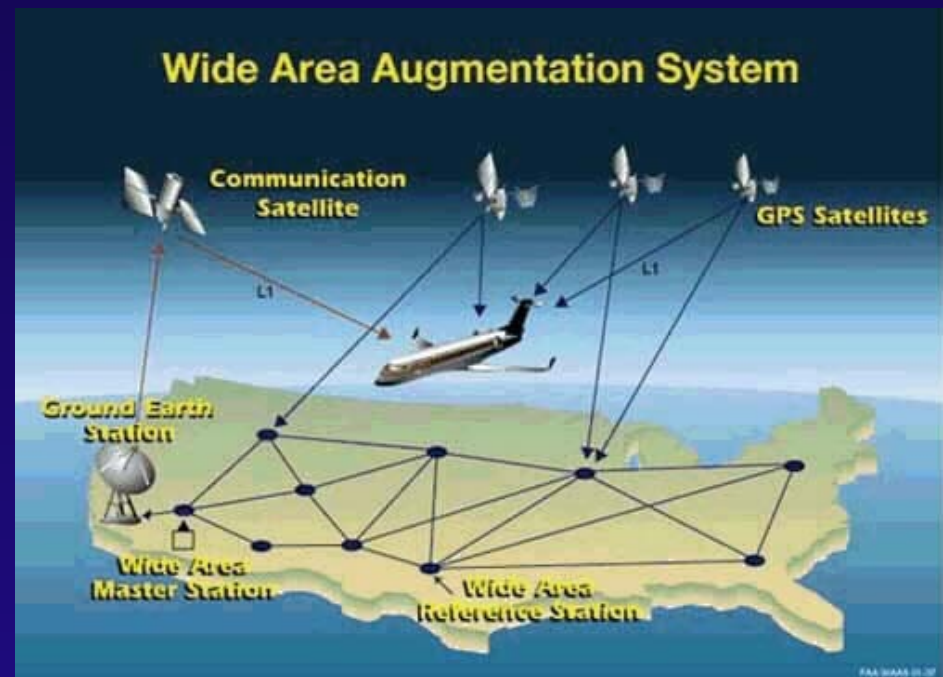 Wide Area Augmentation System
Communication
Satellite
GPS Satellites
L1
L1
Ground Earth
Station
Wide Area
Master Station
Wide Area
Reference Station